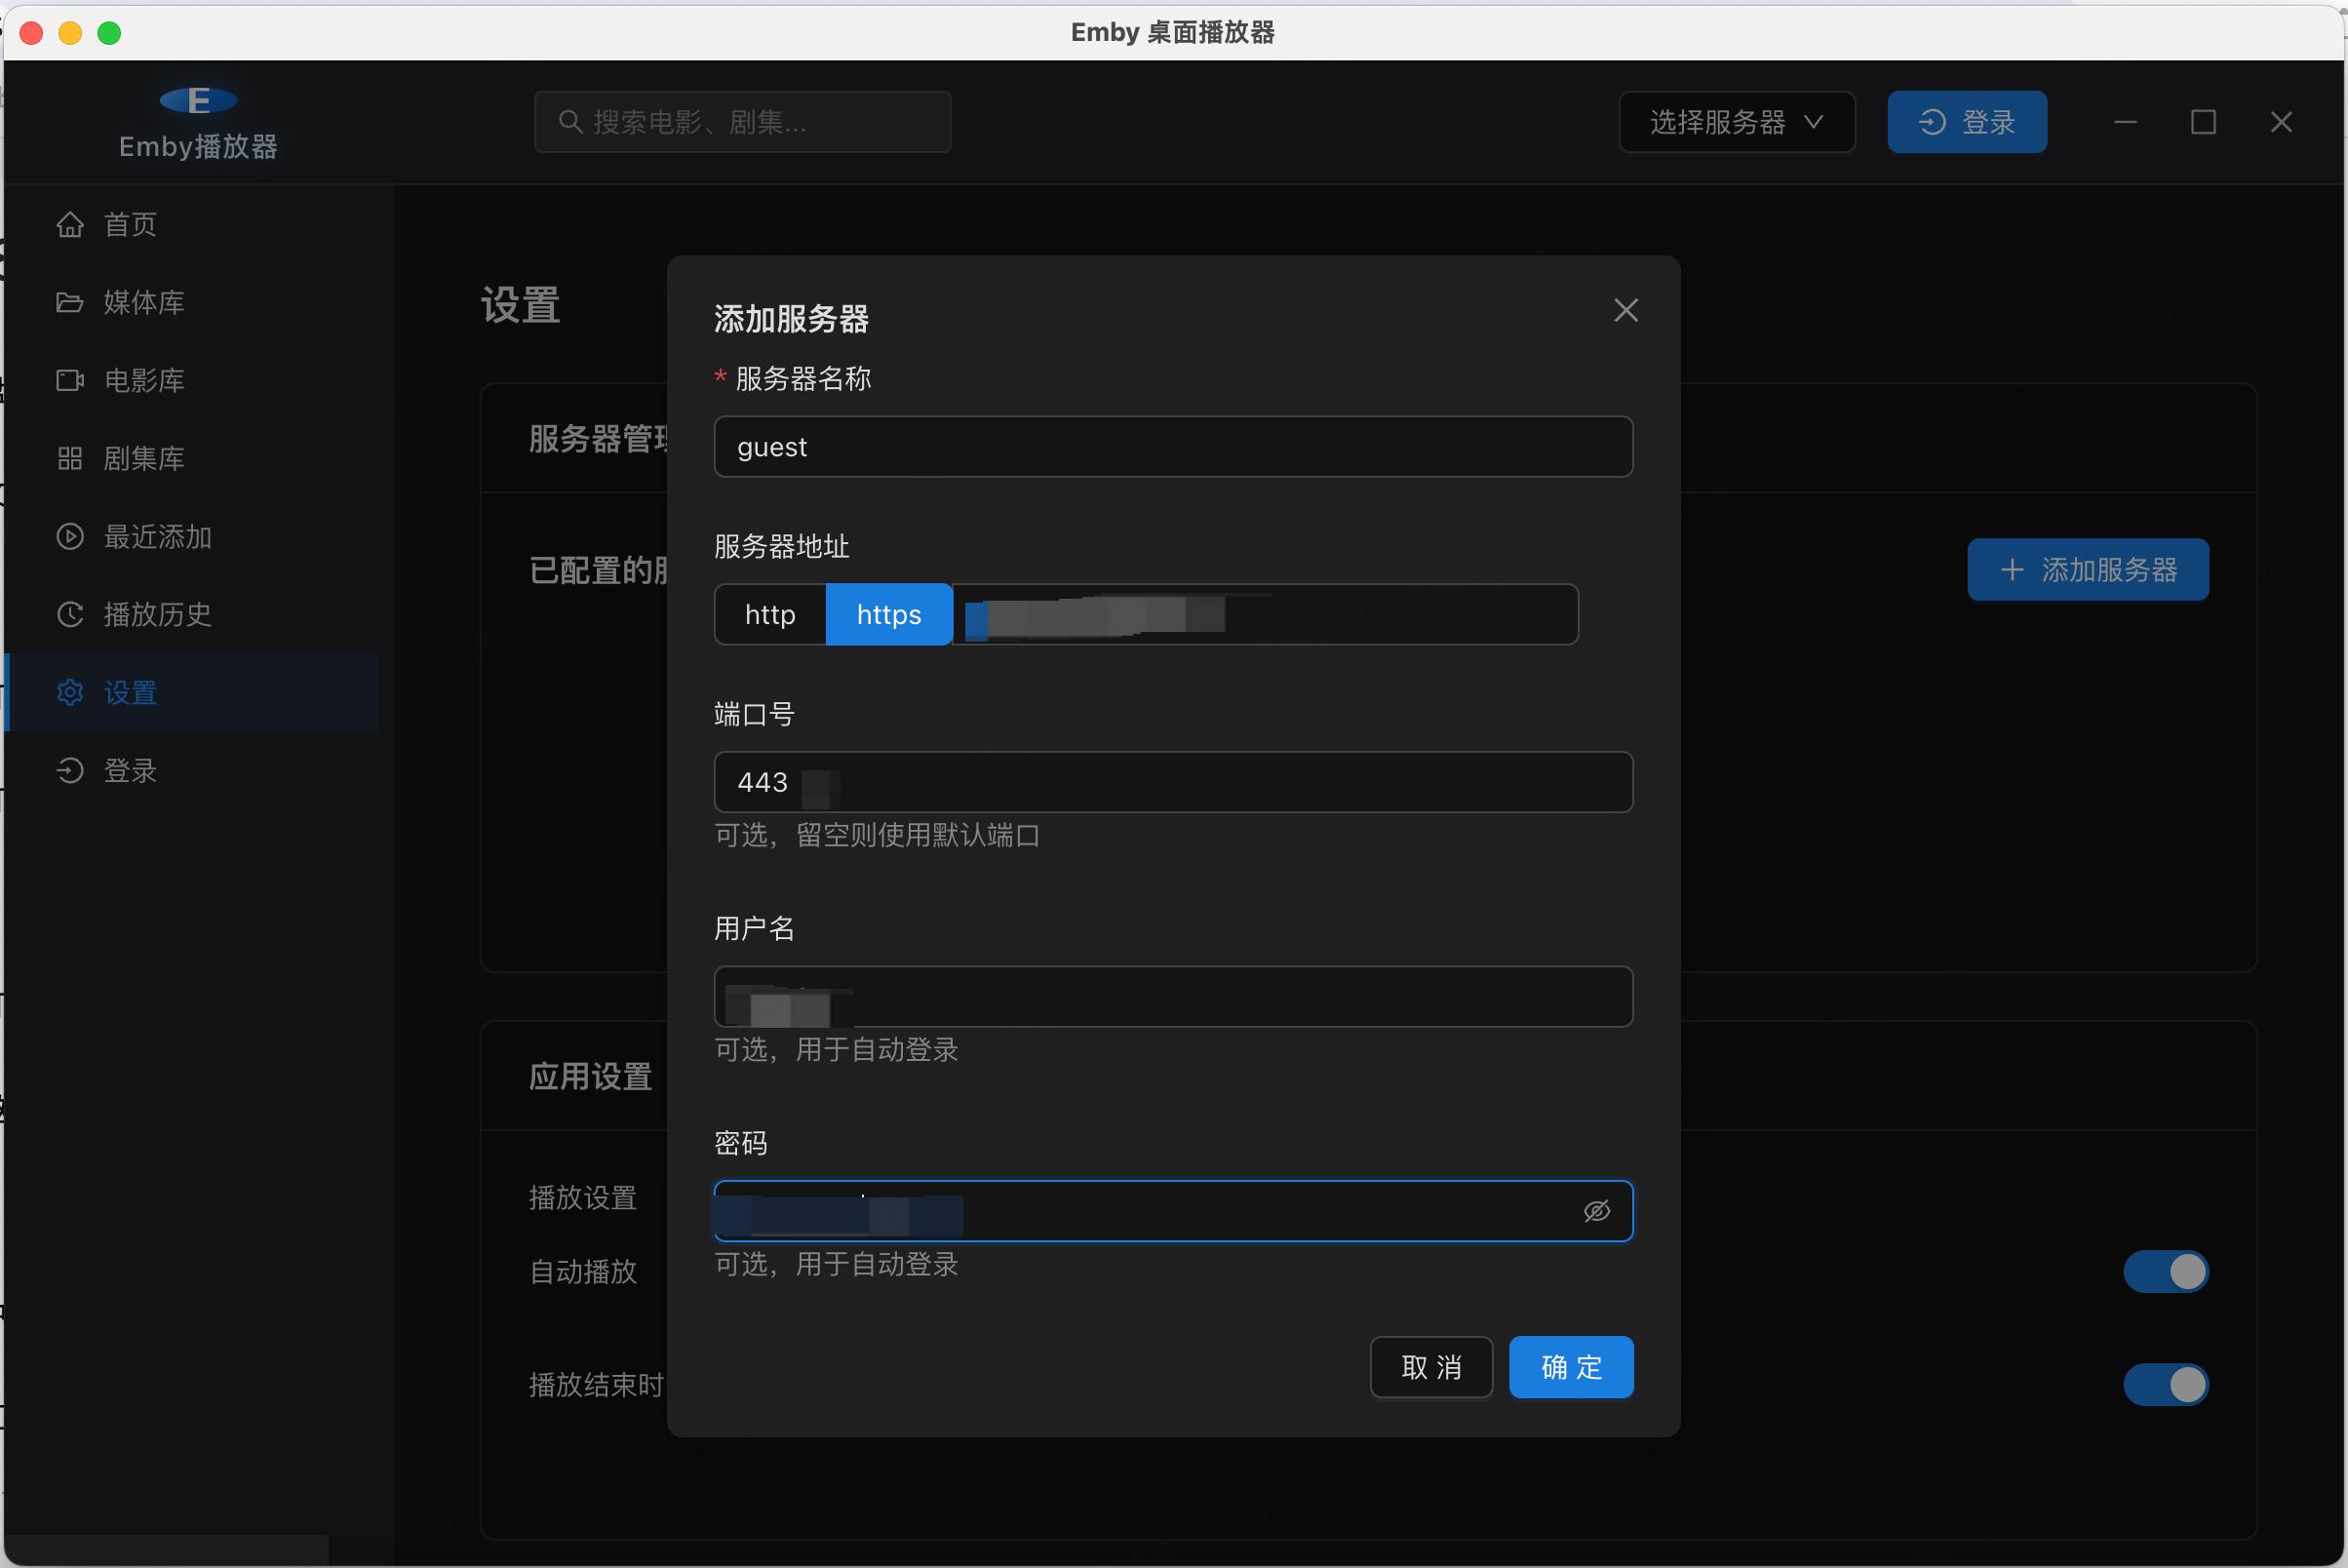 Emby 桌面播放器
E
Emby播放器
搜索电影、剧集...
选择服务器
登录
首页
媒体库
电影库
剧集库
最近添加
播放历史
设置
登录
设置
服务器管理
已配置的服
添加服务器
应用设置
播放设置
自动播放
播放结束时
添加服务器
* 服务器名称
guest
服务器地址
http https
端口号
443
可选，留空则使用默认端口
用户名
可选，用于自动登录
密码
可选，用于自动登录
取 消 确 定